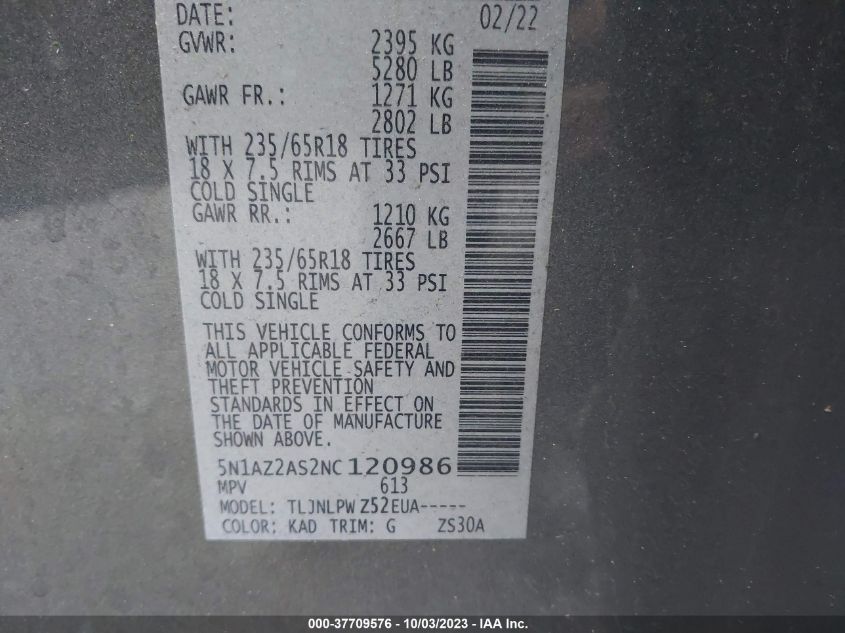 DATE: 02/22
GVWR: 2395 KG
5280 LB
GAWR FR.: 1271 KG
2802 LB
WITH 235/65R18 TIRES
18 X 7.5 RIMS AT 33 PSI
COLD SINGLE
GAWR RR.: 1210 KG
2667 LB
WITH 235/65R18 TIRES
18 X 7.5 RIMS AT 33 PSI
COLD SINGLE
THIS VEHICLE CONFORMS TO
ALL APPLICABLE FEDERAL
MOTOR VEHICLE SAFETY AND
THEFT PREVENTION
STANDARDS IN EFFECT ON
THE DATE OF MANUFACTURE
SHOWN ABOVE.
5N1AZ2AS2NC120986
MPV 613
MODEL: TLJNLPW Z52EUA-----
COLOR: KAD TRIM: G ZS30A
000-37709576 - 10/03/2023 - IAA Inc.